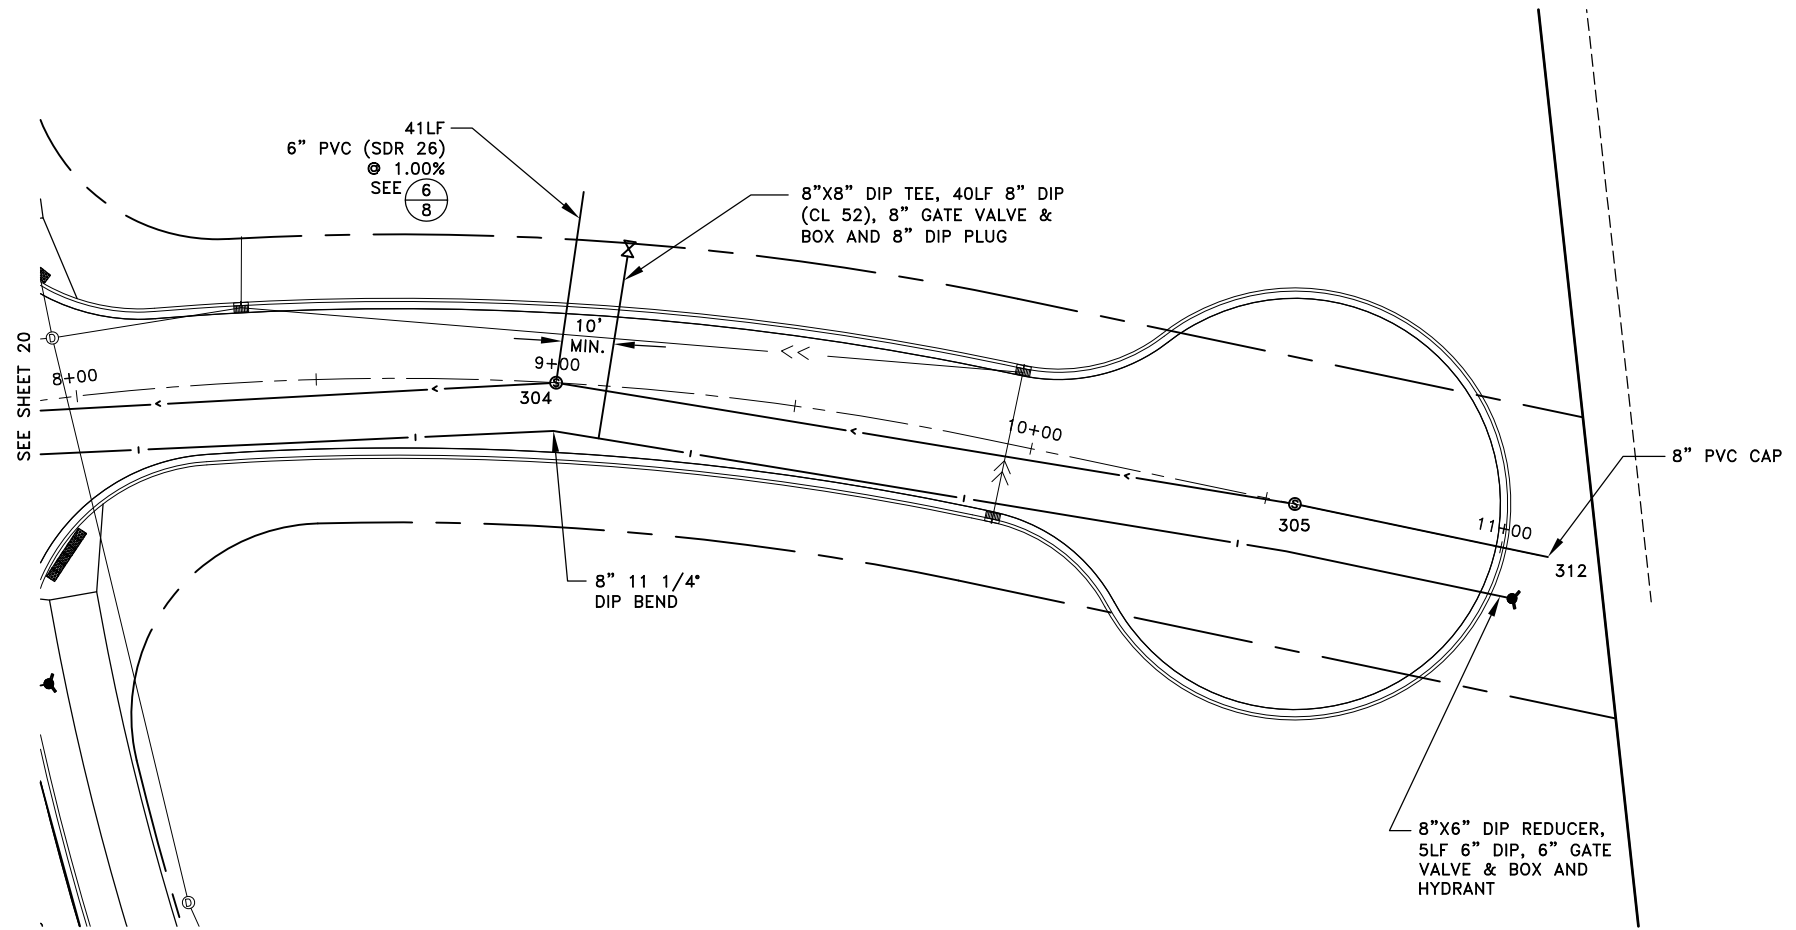 41LF
6" PVC (SDR 26)
@ 1.00%
SEE 6
8
8"X8" DIP TEE, 40LF 8" DIP
(CL 52), 8" GATE VALVE &
BOX AND 8" DIP PLUG
10'
MIN.
9+00
304
8+00
D
SEE SHEET 20
S
10+00
8" PVC CAP
S
305
11+00
312
8" 11 1/4°
DIP BEND
8"X6" DIP REDUCER,
5LF 6" DIP, 6" GATE
VALVE & BOX AND
HYDRANT
D